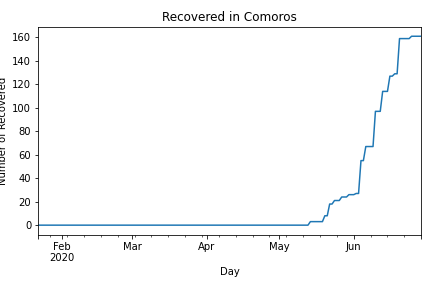 Recovered in Comoros
160
140
120
100
80
60
40
20
0
Number of Recovered
Feb
2020
Mar
Apr
May
Jun
Day